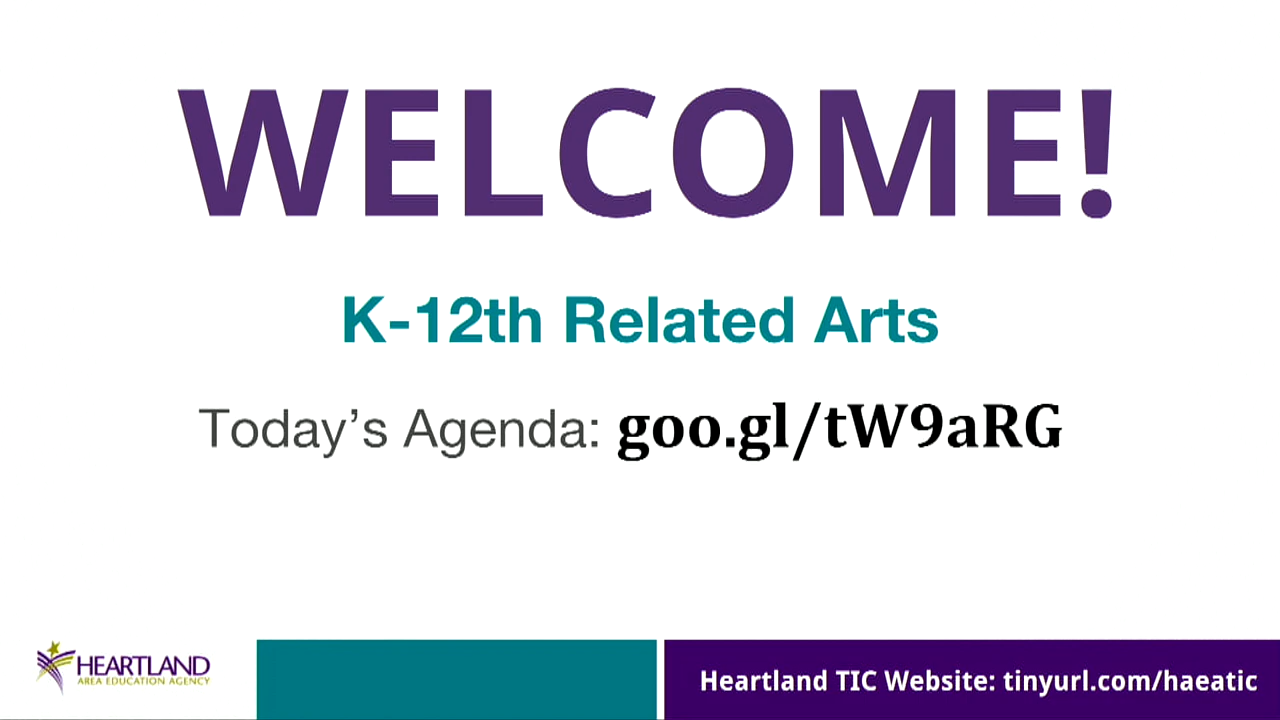 WELCOME!
K-12th Related Arts
Today’s Agenda: goo.gl/tW9aRG
HEARTLAND
AREA EDUCATION AGENCY
Heartland TIC Website: tinyurl.com/haeatic